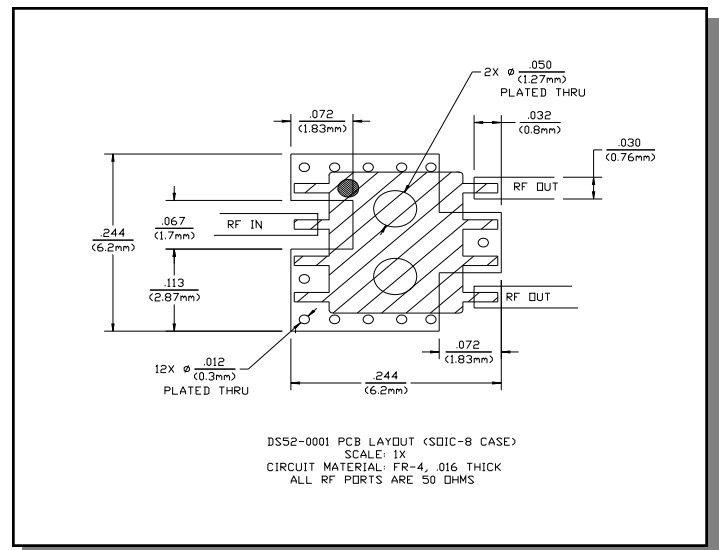 2X ⌀ .050
(1.27mm)
PLATED THRU
.072
(1.83mm)
.032
(0.8mm)
.030
(0.76mm)
RF OUT
RF IN
.067
(1.7mm)
.244
(6.2mm)
.113
(2.87mm)
RF OUT
12X ⌀ .012
(0.3mm)
PLATED THRU
.072
(1.83mm)
.244
(6.2mm)
DS52-0001 PCB LAYOUT (SOIC-8 CASE)
SCALE: 1X
CIRCUIT MATERIAL: FR-4, .016 THICK
ALL RF PORTS ARE 50 OHMS